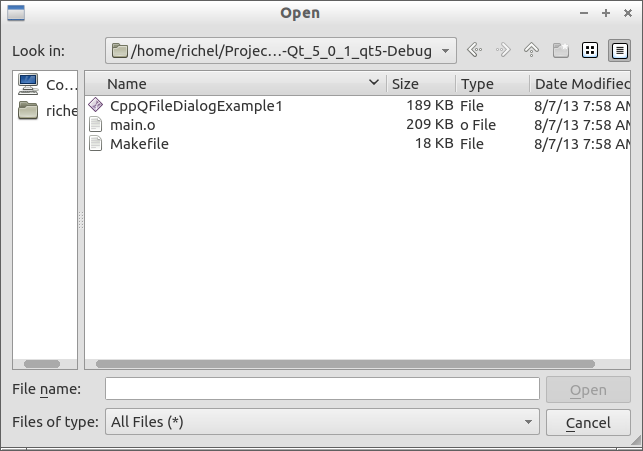 Open
Look in: /home/richel/Projec...-Qt_5_0_1_qt5-Debug
Co...
riche
Name Size Type Date Modified
CppQFileDialogExample1 189 KB File 8/7/13 7:58 AM
main.o 209 KB o File 8/7/13 7:58 AM
Makefile 18 KB File 8/7/13 7:58 AM
File name: Open
Files of type: All Files (*) Cancel